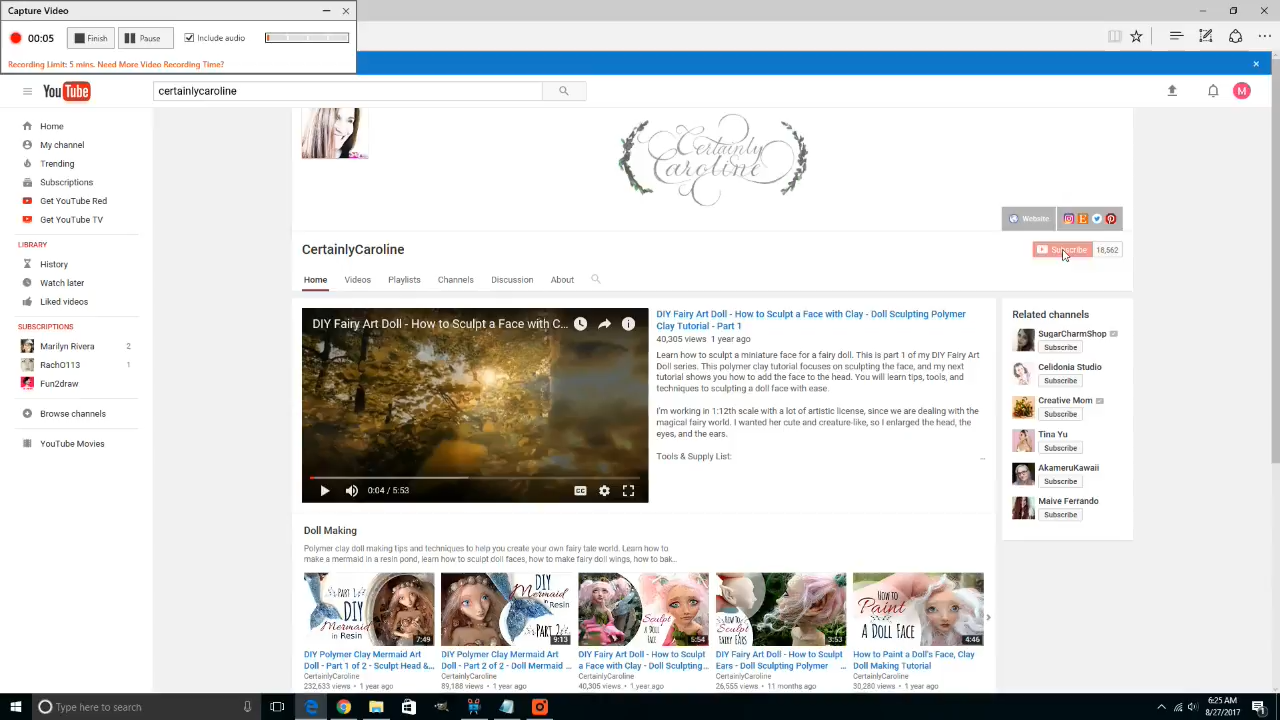 Capture Video
00:05 Finish Pause Include audio
Recording Limit: 5 mins. Need More Video Recording Time?
YouTube
certainlycaroline
M
Home
My channel
Trending
Subscriptions
Get YouTube Red
Get YouTube TV
LIBRARY
History
Watch later
Liked videos
SUBSCRIPTIONS
Marilyn Rivera 2
RachO113 1
Fun2draw
Browse channels
YouTube Movies
Certainly
Caroline
Website
CertainlyCaroline
Subscribe 18,562
Home Videos Playlists Channels Discussion About
DIY Fairy Art Doll - How to Sculpt a Face with C...
0:04 / 5:53
CC
DIY Fairy Art Doll - How to Sculpt a Face with Clay - Doll Sculpting Polymer
Clay Tutorial - Part 1
40,305 views 1 year ago
Learn how to sculpt a miniature face for a fairy doll. This is part 1 of my DIY Fairy Art
Doll series. This polymer clay tutorial focuses on sculpting the face, and my next
tutorial shows you how to add the face to the head. You will learn tips, tools, and
techniques to sculpting a doll face with ease.
I'm working in 1:12th scale with a lot of artistic license, since we are dealing with the
magical fairy world. I wanted her cute and creature-like, so I enlarged the head, the
eyes, and the ears.
Tools & Supply List:
...
Related channels
SugarCharmShop
Subscribe
Celidonia Studio
Subscribe
Creative Mom
Subscribe
Tina Yu
Subscribe
AkameruKawaii
Subscribe
Maive Ferrando
Subscribe
Doll Making
Polymer clay doll making tips and techniques to help you create your own fairy tale world. Learn how to
make a mermaid in a resin pond, learn how to sculpt doll faces, how to make fairy doll wings, how to bak...
PART 1
DIY
Mermaid
in Resin
7:49
DIY Polymer Clay Mermaid Art
Doll - Part 1 of 2 - Sculpt Head &...
CertainlyCaroline
232,633 views • 1 year ago
PART 2
DIY
Mermaid
in RESIN
9:13
DIY Polymer Clay Mermaid Art
Doll - Part 2 of 2 - Doll Mermaid ...
CertainlyCaroline
89,188 views • 1 year ago
Sculpt
A DOLL FACE
5:54
DIY Fairy Art Doll - How to Sculpt
a Face with Clay - Doll Sculpting...
CertainlyCaroline
40,305 views • 1 year ago
HOW TO
Sculpt
FAIRY EARS
3:53
DIY Fairy Art Doll - How to Sculpt
Ears - Doll Sculpting Polymer ...
CertainlyCaroline
26,555 views • 11 months ago
HOW TO
Paint
A DOLL FACE
4:46
How to Paint a Doll's Face, Clay
Doll Making Tutorial
CertainlyCaroline
30,280 views • 1 year ago
Type here to search
6:25 AM
8/27/2017